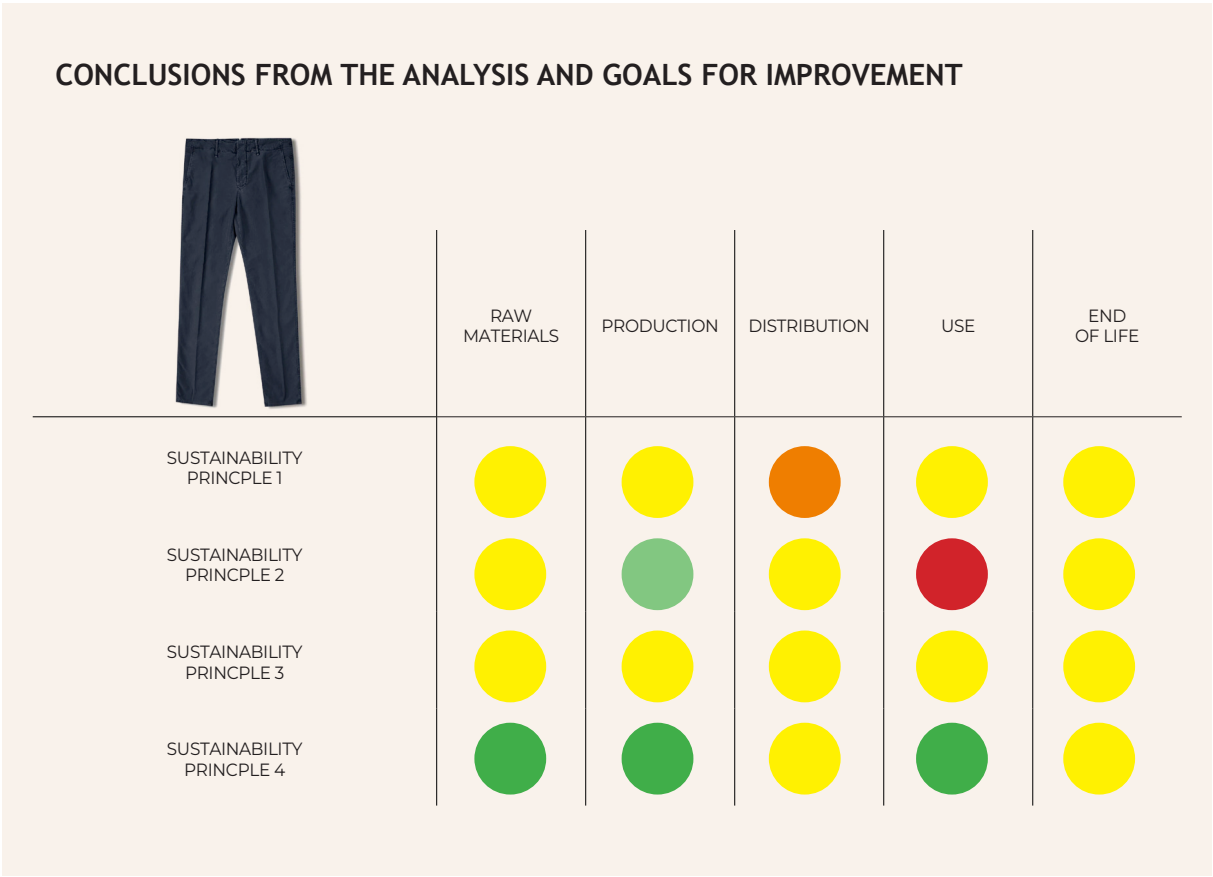 CONCLUSIONS FROM THE ANALYSIS AND GOALS FOR IMPROVEMENT
RAW
MATERIALS
PRODUCTION
DISTRIBUTION
USE
END
OF LIFE
SUSTAINABILITY
PRINCPLE 1
SUSTAINABILITY
PRINCPLE 2
SUSTAINABILITY
PRINCPLE 3
SUSTAINABILITY
PRINCPLE 4